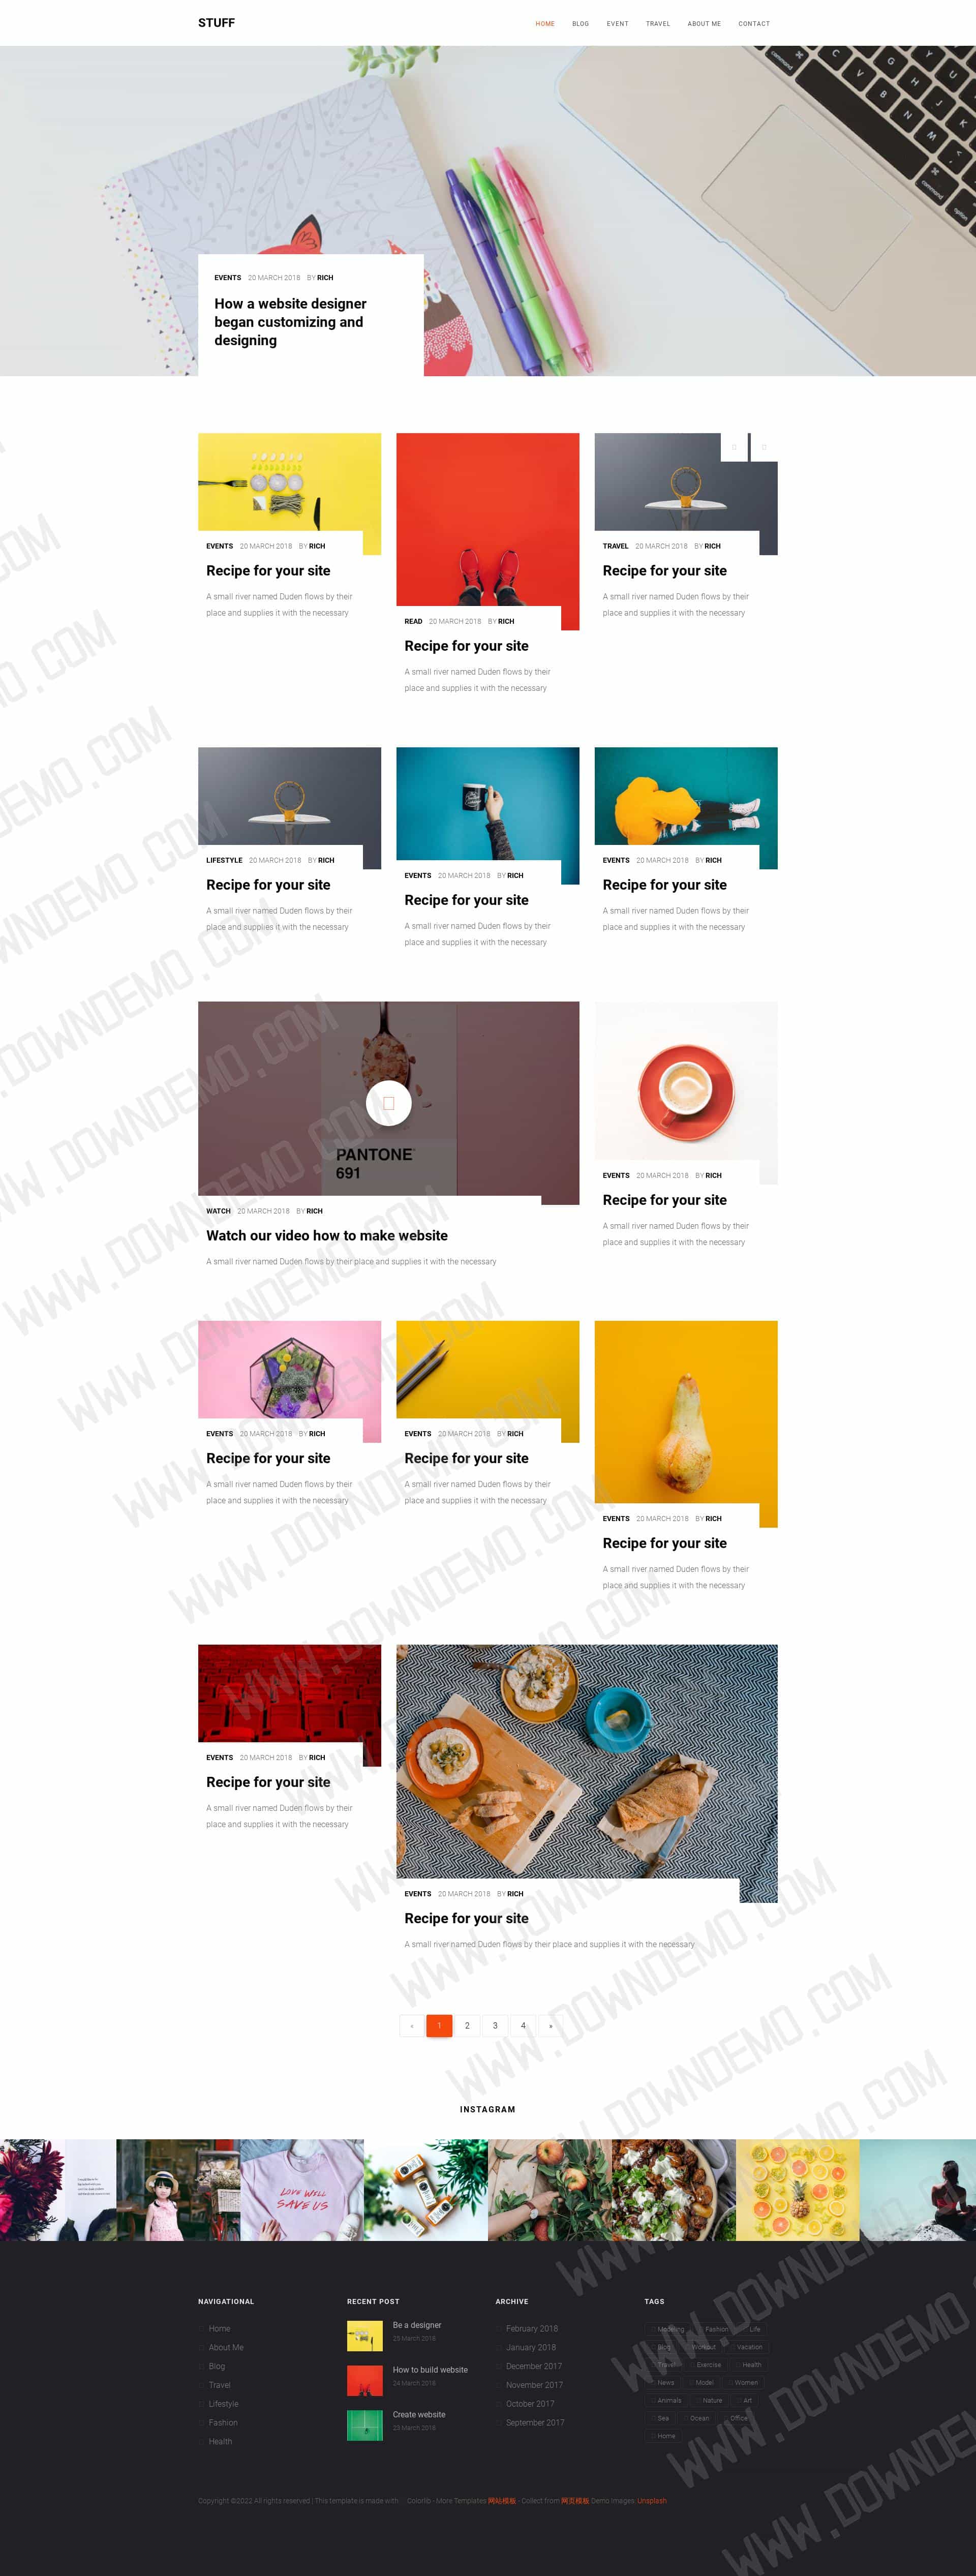 STUFF
HOME BLOG EVENT TRAVEL ABOUT ME CONTACT
EVENTS 20 MARCH 2018 BY RICH
How a website designer
began customizing and
designing
EVENTS 20 MARCH 2018 BY RICH
Recipe for your site
A small river named Duden flows by their
place and supplies it with the necessary
READ 20 MARCH 2018 BY RICH
Recipe for your site
A small river named Duden flows by their
place and supplies it with the necessary
TRAVEL 20 MARCH 2018 BY RICH
Recipe for your site
A small river named Duden flows by their
place and supplies it with the necessary
LIFESTYLE 20 MARCH 2018 BY RICH
Recipe for your site
A small river named Duden flows by their
place and supplies it with the necessary
EVENTS 20 MARCH 2018 BY RICH
Recipe for your site
A small river named Duden flows by their
place and supplies it with the necessary
EVENTS 20 MARCH 2018 BY RICH
Recipe for your site
A small river named Duden flows by their
place and supplies it with the necessary
PANTONE
691
WATCH 20 MARCH 2018 BY RICH
Watch our video how to make website
A small river named Duden flows by their place and supplies it with the necessary
EVENTS 20 MARCH 2018 BY RICH
Recipe for your site
A small river named Duden flows by their
place and supplies it with the necessary
EVENTS 20 MARCH 2018 BY RICH
Recipe for your site
A small river named Duden flows by their
place and supplies it with the necessary
EVENTS 20 MARCH 2018 BY RICH
Recipe for your site
A small river named Duden flows by their
place and supplies it with the necessary
EVENTS 20 MARCH 2018 BY RICH
Recipe for your site
A small river named Duden flows by their
place and supplies it with the necessary
EVENTS 20 MARCH 2018 BY RICH
Recipe for your site
A small river named Duden flows by their
place and supplies it with the necessary
EVENTS 20 MARCH 2018 BY RICH
Recipe for your site
A small river named Duden flows by their place and supplies it with the necessary
« 1 2 3 4 »
INSTAGRAM
LOVE WILL
SAVE US
NAVIGATIONAL
Home
About Me
Blog
Travel
Lifestyle
Fashion
Health
RECENT POST
Be a designer
25 March 2018
How to build website
24 March 2018
Create website
23 March 2018
ARCHIVE
February 2018
January 2018
December 2017
November 2017
October 2017
September 2017
TAGS
Modeling Fashion Life
Blog Workout Vacation
Travel Exercise Health
News Model Women
Animals Nature Art
Sea Ocean Office
Home
Copyright ©2022 All rights reserved | This template is made with Colorlib - More Templates 网站模板 - Collect from 网页模板 Demo Images: Unsplash
WWW.DOWNDEMO.COM